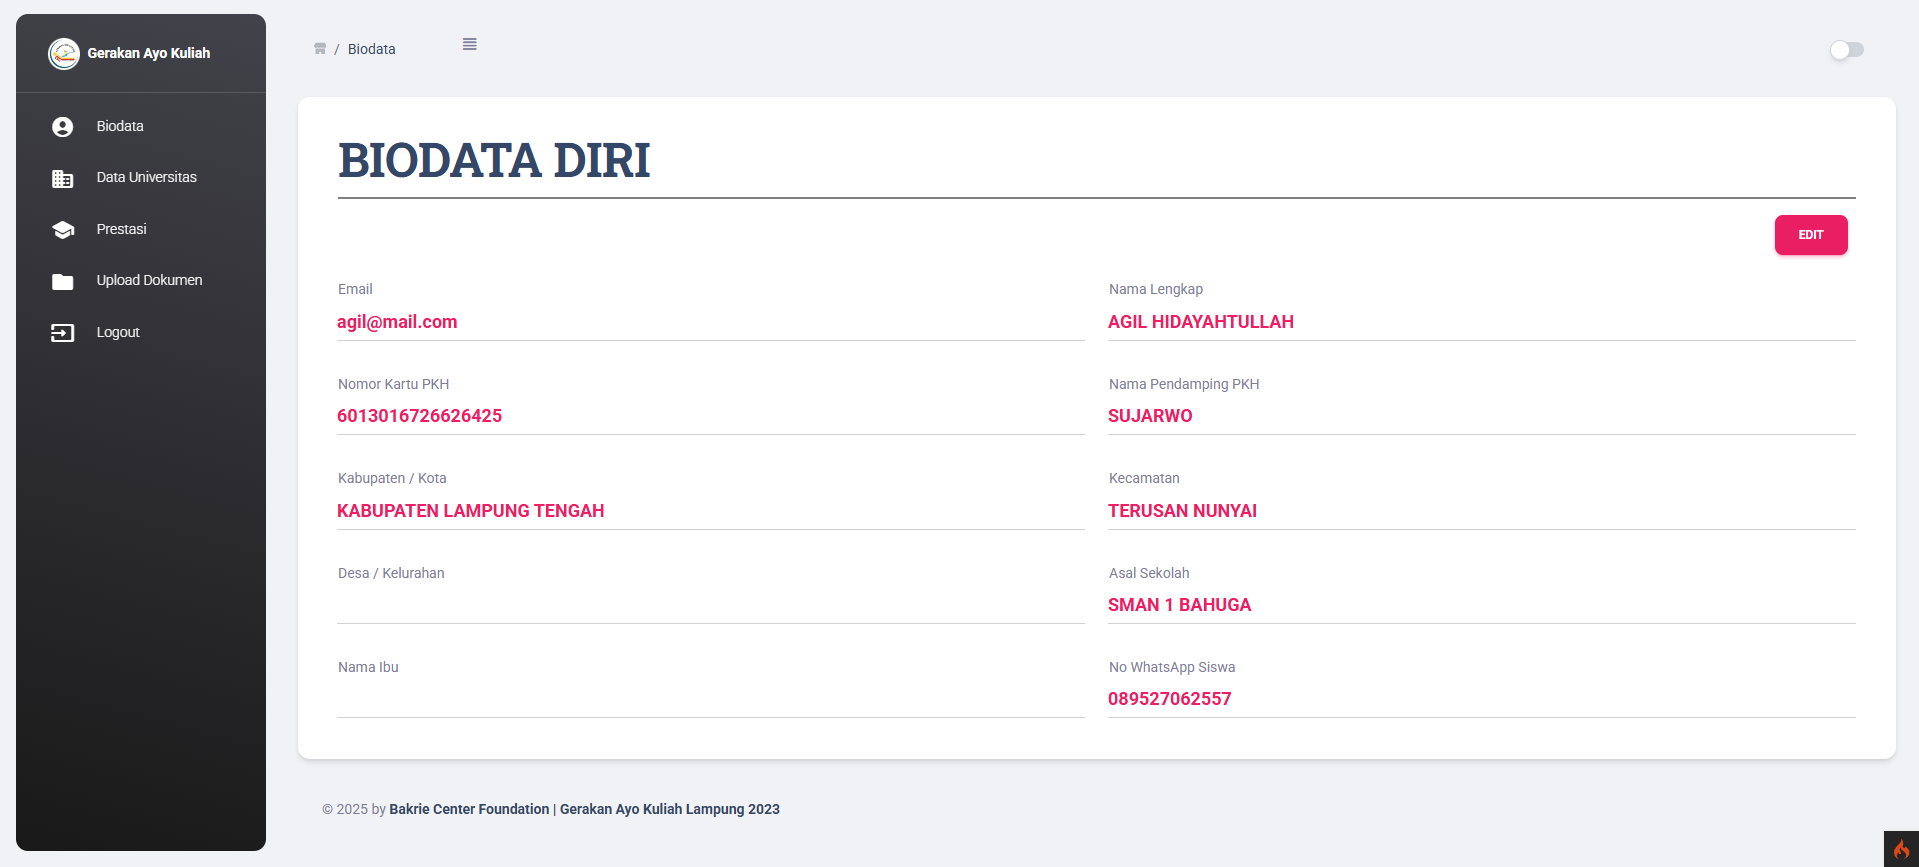 Gerakan Ayo Kuliah
Biodata
Data Universitas
Prestasi
Upload Dokumen
Logout
/ Biodata
BIODATA DIRI
EDIT
Email
agil@mail.com
Nama Lengkap
AGIL HIDAYAHTULLAH
Nomor Kartu PKH
6013016726626425
Nama Pendamping PKH
SUJARWO
Kabupaten / Kota
KABUPATEN LAMPUNG TENGAH
Kecamatan
TERUSAN NUNYAI
Desa / Kelurahan
Asal Sekolah
SMAN 1 BAHUGA
Nama Ibu
No WhatsApp Siswa
089527062557
© 2025 by Bakrie Center Foundation | Gerakan Ayo Kuliah Lampung 2023